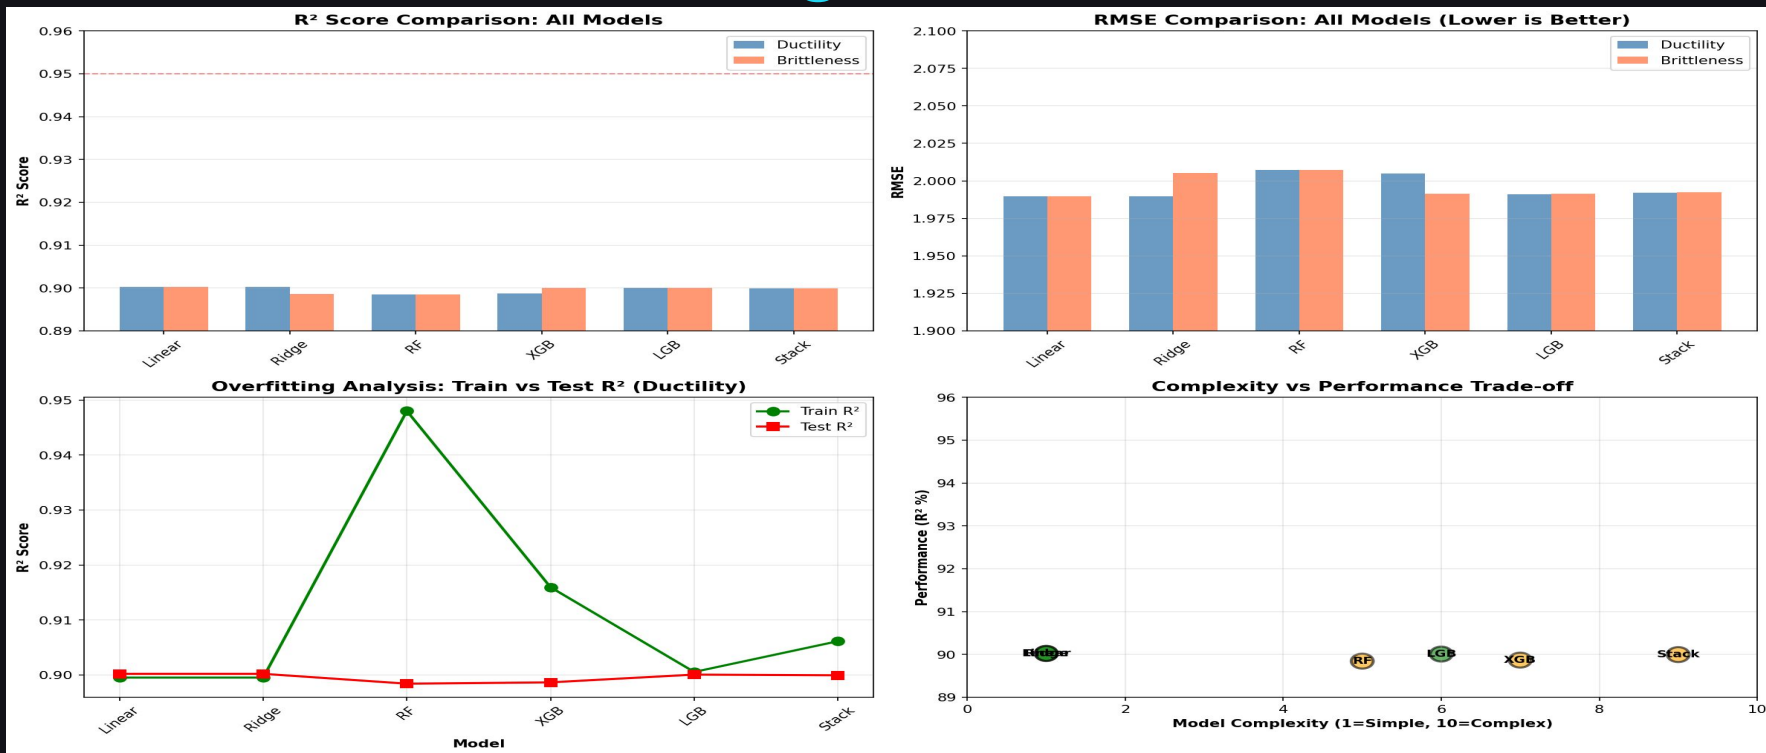 R² Score Comparison: All Models
0.96
0.95
0.94
0.93
0.92
0.91
0.90
0.89
R² Score
Ductility
Brittleness
Linear
Ridge
RF
XGB
LGB
Stack
RMSE Comparison: All Models (Lower is Better)
2.100
2.075
2.050
2.025
2.000
1.975
1.950
1.925
1.900
RMSE
Ductility
Brittleness
Linear
Ridge
RF
XGB
LGB
Stack
Overfitting Analysis: Train vs Test R² (Ductility)
0.95
0.94
0.93
0.92
0.91
0.90
R² Score
Train R²
Test R²
Linear
Ridge
RF
XGB
LGB
Stack
Model
Complexity vs Performance Trade-off
96
95
94
93
92
91
90
89
Performance (R² %)
RF
LGB
XGB
Stack
0
2
4
6
8
10
Model Complexity (1=Simple, 10=Complex)